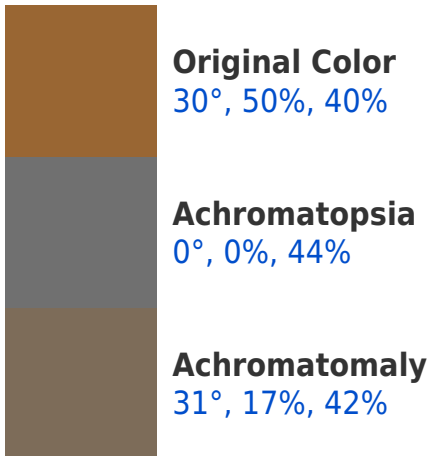 Original Color
30°, 50%, 40%
Achromatopsia
0°, 0%, 44%
Achromatomaly
31°, 17%, 42%